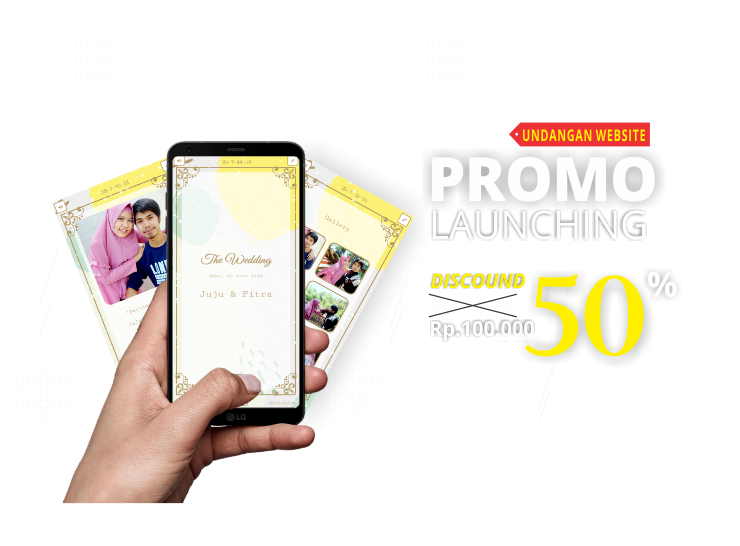 UNDANGAN WEBSITE
PROMO
LAUNCHING
DISCOUND
50%
Rp.100.000
The Wedding
Juju & Fitra
Gallery
LG